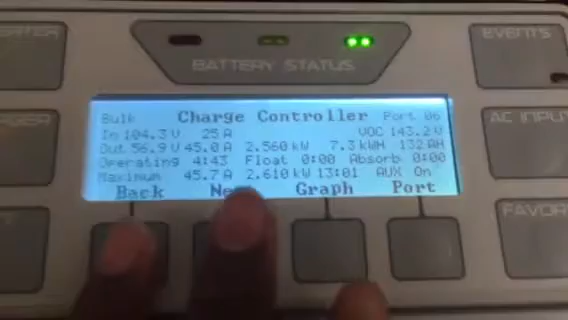 BATTERY STATUS
EVENTS
Bulk Charge Controller Port 06
In 104.3 V 25 A VOC 143.2 V
Out 56.9 V 45.0 A 2.560 kW 7.3 kWH 132 AH
Operating 4:43 Float 0:00 Absorb 0:00
Maximum 45.7 A 2.610 kW 13:01 AUX On
Back Graph Port
AC INPU
FAVOR